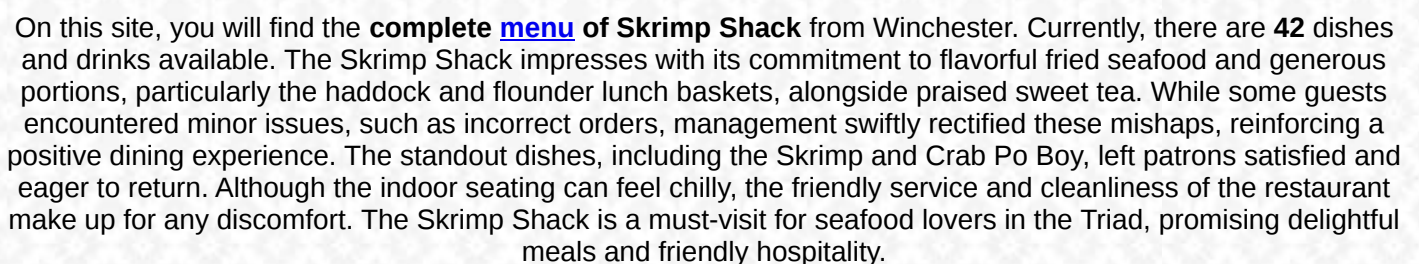 On this site, you will find the complete menu of Skrimp Shack from Winchester. Currently, there are 42 dishes
and drinks available. The Skrimp Shack impresses with its commitment to flavorful fried seafood and generous
portions, particularly the haddock and flounder lunch baskets, alongside praised sweet tea. While some guests
encountered minor issues, such as incorrect orders, management swiftly rectified these mishaps, reinforcing a
positive dining experience. The standout dishes, including the Skrimp and Crab Po Boy, left patrons satisfied and
eager to return. Although the indoor seating can feel chilly, the friendly service and cleanliness of the restaurant
make up for any discomfort. The Skrimp Shack is a must-visit for seafood lovers in the Triad, promising delightful
meals and friendly hospitality.